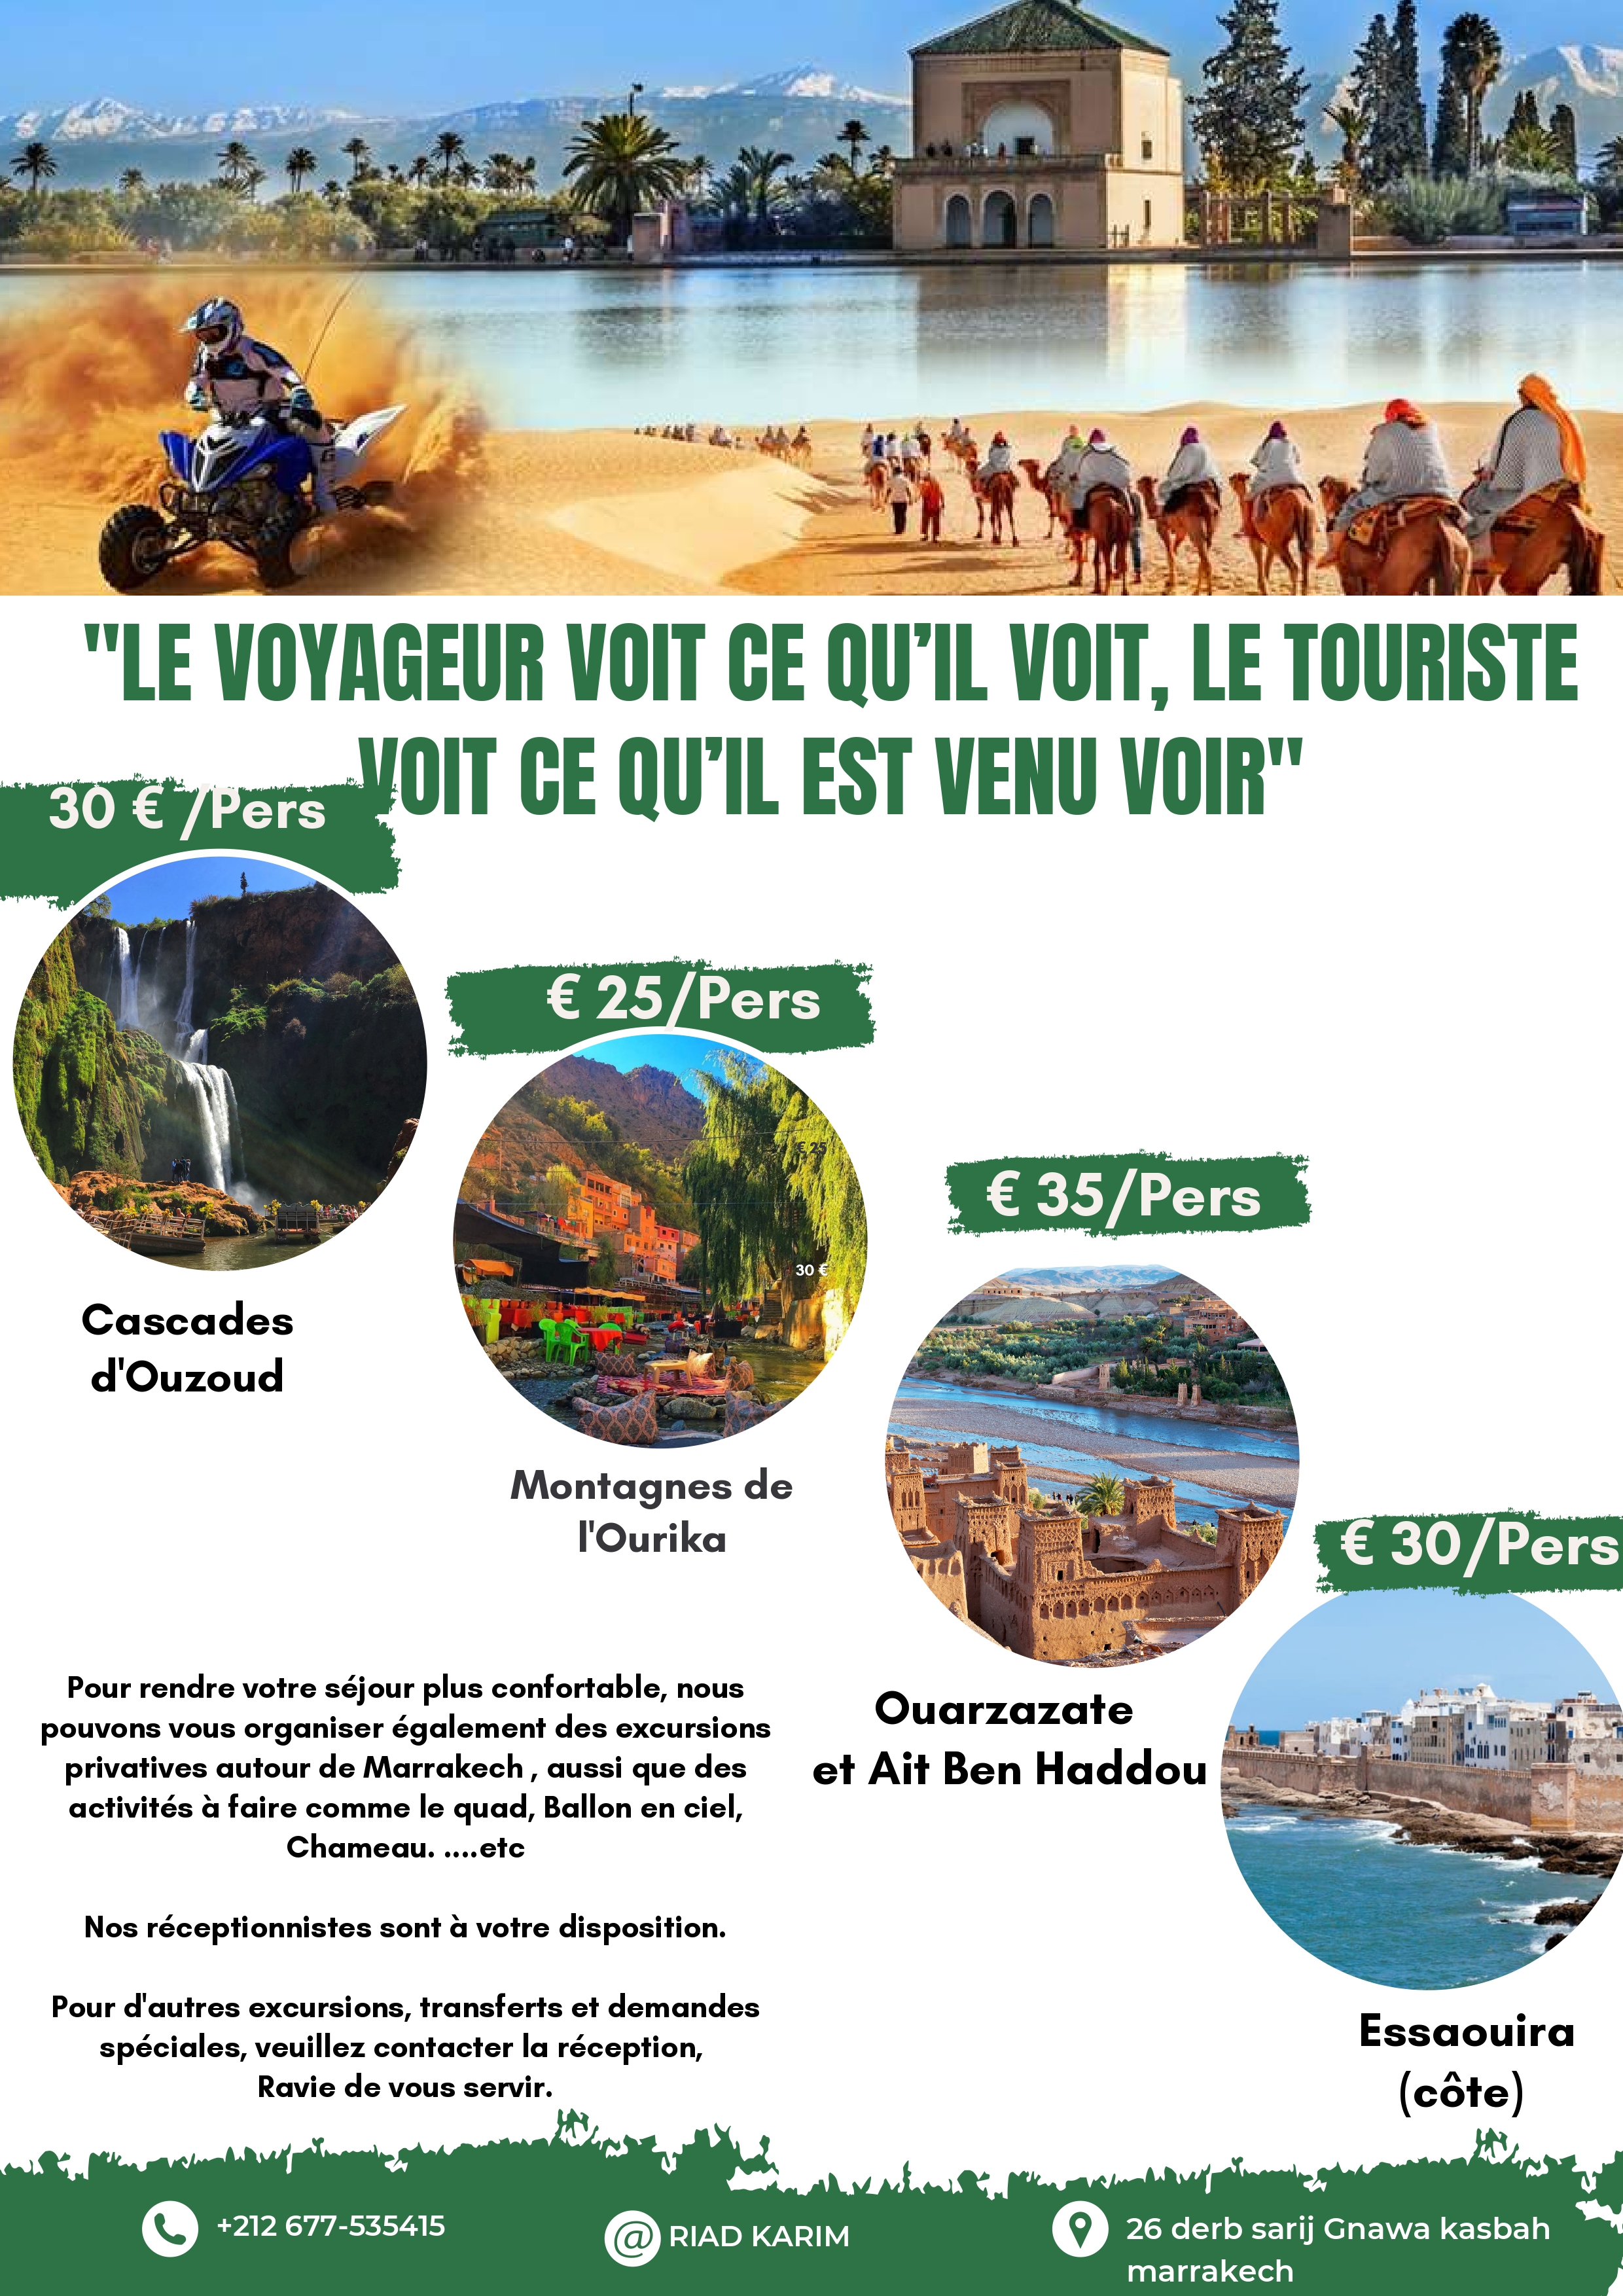 "LE VOYAGEUR VOIT CE QU’IL VOIT, LE TOURISTE
VOIT CE QU’IL EST VENU VOIR"
30 € /Pers
Cascades
d'Ouzoud
€ 25/Pers
€ 25
30 €
Montagnes de
l'Ourika
€ 35/Pers
Ouarzazate
et Ait Ben Haddou
€ 30/Pers
Essaouira
(côte)
Pour rendre votre séjour plus confortable, nous
pouvons vous organiser également des excursions
privatives autour de Marrakech , aussi que des
activités à faire comme le quad, Ballon en ciel,
Chameau. ....etc
Nos réceptionnistes sont à votre disposition.
Pour d'autres excursions, transferts et demandes
spéciales, veuillez contacter la réception,
Ravie de vous servir.
+212 677-535415
@ RIAD KARIM
26 derb sarij Gnawa kasbah
marrakech